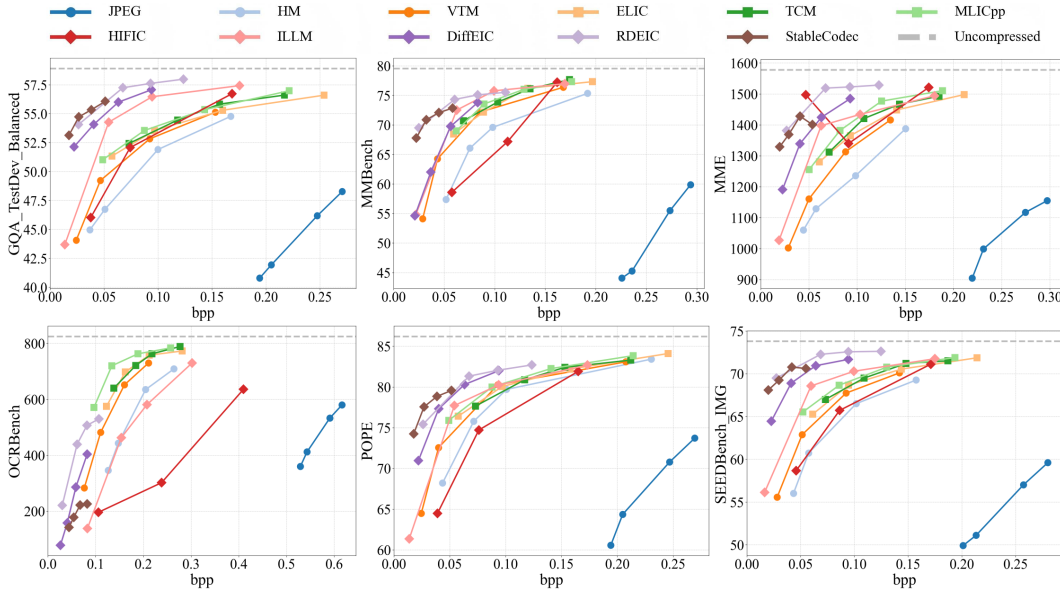 JPEG HM VTM ELIC TCM MLICpp
HIFIC ILLM DiffEIC RDEIC StableCodec Uncompressed
GQA_TestDev_Balanced
57.5
55.0
52.5
50.0
47.5
45.0
42.5
40.0
0.00 0.05 0.10 0.15 0.20 0.25
bpp
MMBench
80
75
70
65
60
55
50
45
0.00 0.05 0.10 0.15 0.20 0.25 0.30
bpp
MME
1600
1500
1400
1300
1200
1100
1000
900
0.00 0.05 0.10 0.15 0.20 0.25 0.30
bpp
OCRBench
800
600
400
200
0.0 0.1 0.2 0.3 0.4 0.5 0.6
bpp
POPE
85
80
75
70
65
60
0.00 0.05 0.10 0.15 0.20 0.25
bpp
SEEDBench_IMG
75
70
65
60
55
50
0.00 0.05 0.10 0.15 0.20 0.25
bpp